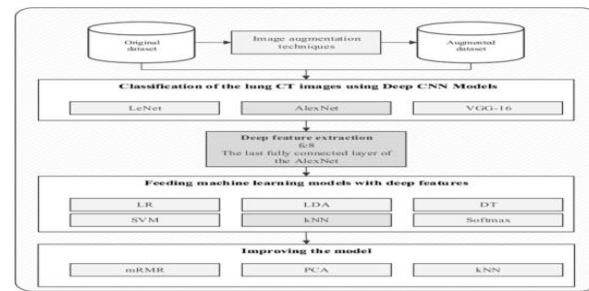 Original
dataset
Image augmentation
techniques
Augmented
dataset
Classification of the lung CT images using Deep CNN Models
LeNet
AlexNet
VGG-16
Deep feature extraction
fc8
The last fully connected layer of
the AlexNet
Feeding machine learning models with deep features
LR
LDA
DT
SVM
kNN
Softmax
Improving the model
mRMR
PCA
kNN